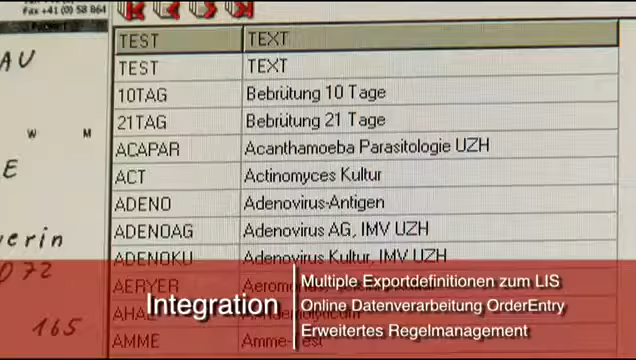 Fax +41 (0) 58 864
AU
W M
E
verin
072
165
TEST TEXT
TEST TEXT
10TAG Bebrütung 10 Tage
21TAG Bebrütung 21 Tage
ACAPAR Acanthamoeba Parasitologie UZH
ACT Actinomyces Kultur
ADENO Adenovirus-Antigen
ADENOAG Adenovirus AG, IMV UZH
ADENOKU Adenovirus Kultur, IMV UZH
AERYER
AMME Amme-Test
Integration
Multiple Exportdefinitionen zum LIS
Online Datenverarbeitung OrderEntry
Erweitertes Regelmanagement